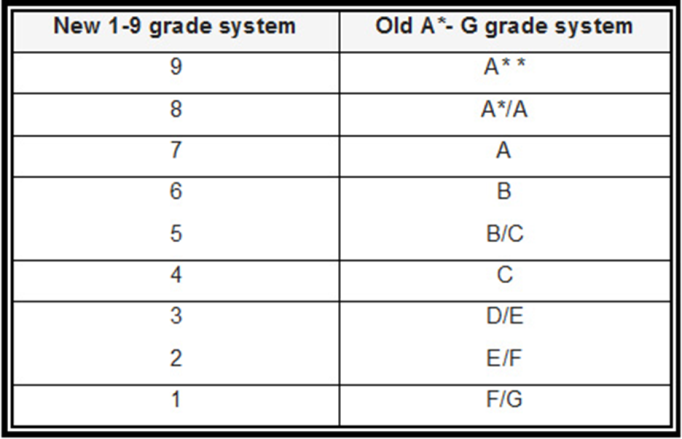 New 1-9 grade system Old A*- G grade system
9 A* *
8 A*/A
7 A
6 B
5 B/C
4 C
3 D/E
2 E/F
1 F/G